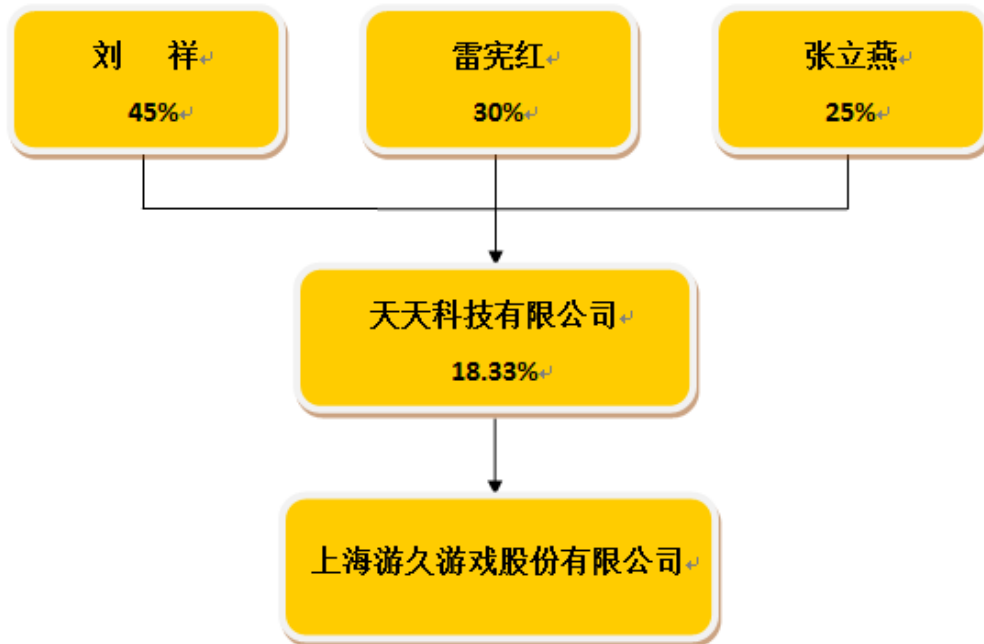 刘 祥
45%
雷宪红
30%
张立燕
25%
天天科技有限公司
18.33%
上海游久游戏股份有限公司